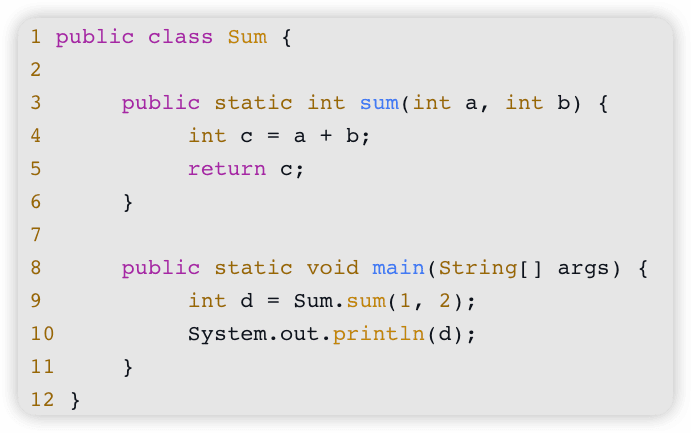 1 public class Sum {
2
3     public static int sum(int a, int b) {
4          int c = a + b;
5          return c;
6     }
7
8     public static void main(String[] args) {
9          int d = Sum.sum(1, 2);
10          System.out.println(d);
11     }
12 }